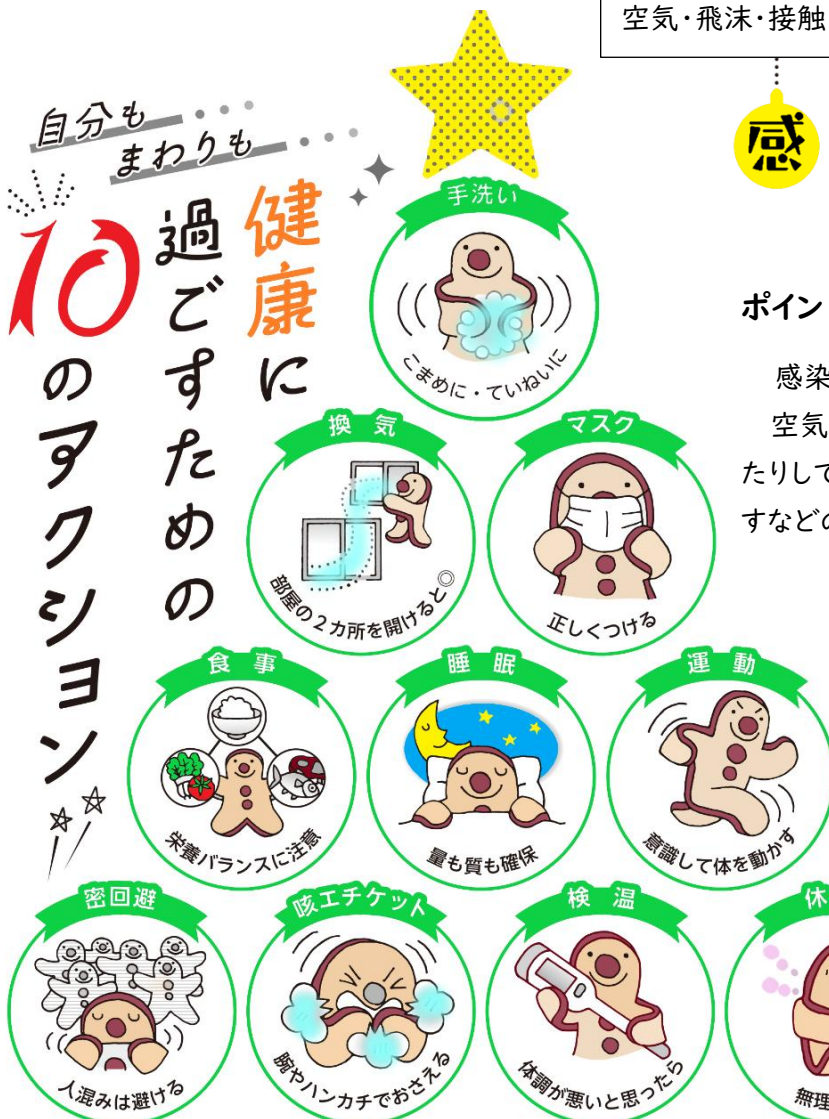 空気・飛沫・接触
感
自分も
まわりも
健康に
過ごすための
10のアクション
手洗い
こまめに・ていねいに
換気
部屋の2カ所を開けると◎
マスク
正しくつける
ポイン
感染
空気
たりして
すなどの
食事
栄養バランスに注意
睡眠
量も質も確保
運動
意識して体を動かす
密回避
人混みは避ける
咳エチケット
腕やハンカチでおさえる
検温
体調が悪いと思ったら
休
無理